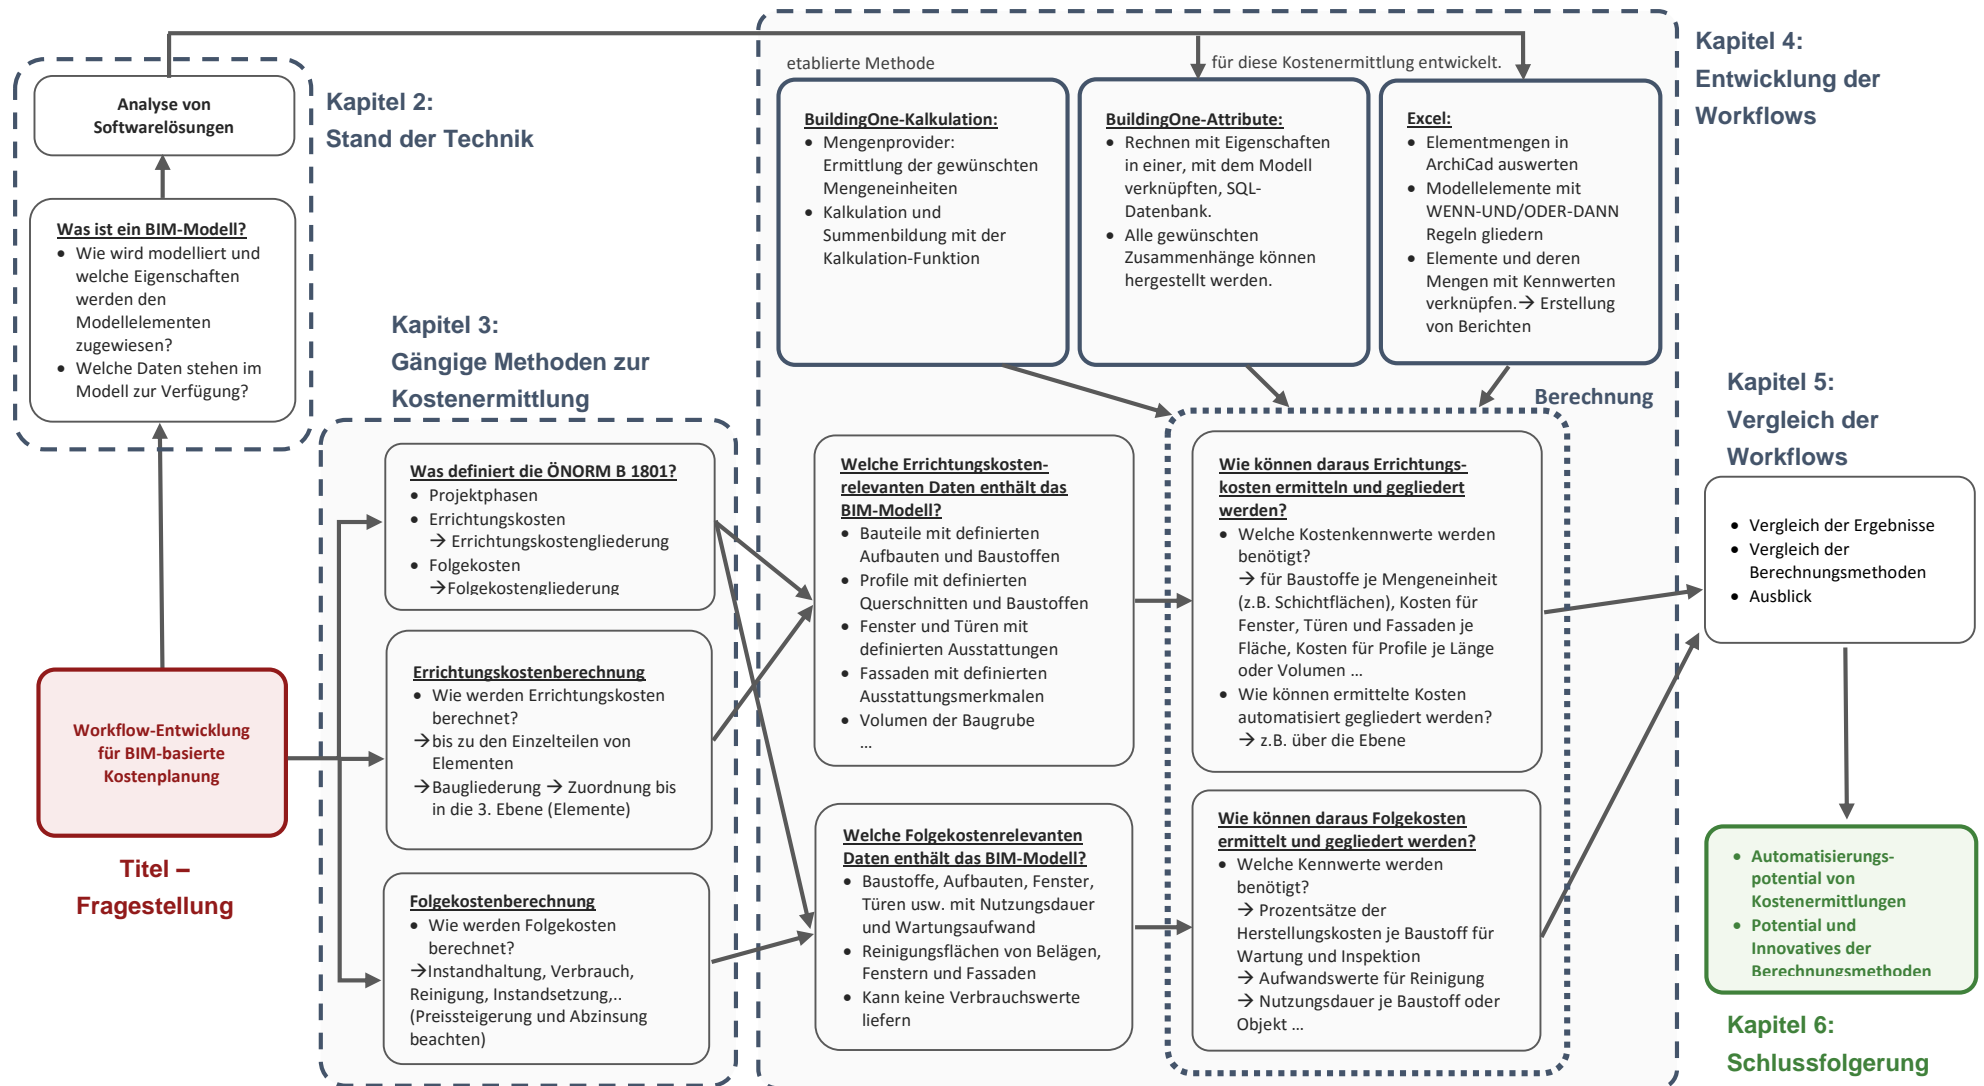 Analyse von
Softwarelösungen
Kapitel 2:
Stand der Technik
Was ist ein BIM-Modell?
• Wie wird modelliert und
welche Eigenschaften
werden den
Modellelementen
zugewiesen?
• Welche Daten stehen im
Modell zur Verfügung?
Workflow-Entwicklung
für BIM-basierte
Kostenplanung
Titel –
Fragestellung
Kapitel 3:
Gängige Methoden zur
Kostenermittlung
Was definiert die ÖNORM B 1801?
• Projektphasen
• Errichtungskosten
→ Errichtungskostengliederung
• Folgekosten
→Folgekostengliederung
Errichtungskostenberechnung
• Wie werden Errichtungskosten
berechnet?
→bis zu den Einzelteilen von
Elementen
→Baugliederung → Zuordnung bis
in die 3. Ebene (Elemente)
Folgekostenberechnung
• Wie werden Folgekosten
berechnet?
→Instandhaltung, Verbrauch,
Reinigung, Instandsetzung,..
(Preissteigerung und Abzinsung
beachten)
Kapitel 4:
Entwicklung der
Workflows
etablierte Methode
für diese Kostenermittlung entwickelt.
BuildingOne-Kalkulation:
• Mengenprovider:
Ermittlung der gewünschten
Mengeneinheiten
• Kalkulation und
Summenbildung mit der
Kalkulation-Funktion
BuildingOne-Attribute:
• Rechnen mit Eigenschaften
in einer, mit dem Modell
verknüpften, SQL-
Datenbank.
• Alle gewünschten
Zusammenhänge können
hergestellt werden.
Excel:
• Elementmengen in
ArchiCad auswerten
• Modellelemente mit
WENN-UND/ODER-DANN
Regeln gliedern
• Elemente und deren
Mengen mit Kennwerten
verknüpfen.→ Erstellung
von Berichten
Berechnung
Welche Errichtungskosten-
relevanten Daten enthält das
BIM-Modell?
• Bauteile mit definierten
Aufbauten und Baustoffen
• Profile mit definierten
Querschnitten und Baustoffen
• Fenster und Türen mit
definierten Ausstattungen
• Fassaden mit definierten
Ausstattungsmerkmalen
• Volumen der Baugrube
…
Wie können daraus Errichtungs-
kosten ermitteln und gegliedert
werden?
• Welche Kostenkennwerte werden
benötigt?
→ für Baustoffe je Mengeneinheit
(z.B. Schichtflächen), Kosten für
Fenster, Türen und Fassaden je
Fläche, Kosten für Profile je Länge
oder Volumen …
• Wie können ermittelte Kosten
automatisiert gegliedert werden?
→ z.B. über die Ebene
Welche Folgekostenrelevanten
Daten enthält das BIM-Modell?
• Baustoffe, Aufbauten, Fenster,
Türen usw. mit Nutzungsdauer
und Wartungsaufwand
• Reinigungsflächen von Belägen,
Fenstern und Fassaden
• Kann keine Verbrauchswerte
liefern
Wie können daraus Folgekosten
ermittelt und gegliedert werden?
• Welche Kennwerte werden
benötigt?
→ Prozentsätze der
Herstellungskosten je Baustoff für
Wartung und Inspektion
→ Aufwandswerte für Reinigung
→ Nutzungsdauer je Baustoff oder
Objekt …
Kapitel 5:
Vergleich der
Workflows
• Vergleich der Ergebnisse
• Vergleich der
Berechnungsmethoden
• Ausblick
• Automatisierungs-
potential von
Kostenermittlungen
• Potential und
Innovatives der
Berechnungsmethoden
Kapitel 6:
Schlussfolgerung